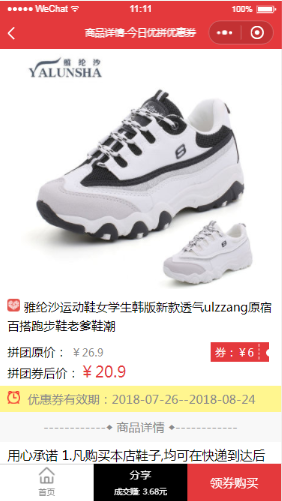 WeChat 11:11 100%
商品详情-今日优拼优惠券
雅纶沙
YALUNSHA
雅纶沙运动鞋女学生韩版新款透气ulzzang原宿
百搭跑步鞋老爹鞋潮
拼团原价： ￥26.9
券：￥6
拼团券后价：￥20.9
优惠券有效期：2018-07-26--2018-08-24
------------◆ 商品详情 ◆------------
用心承诺 1.凡购买本店鞋子,均可在快递到达后
首页
分享
成交赚: 3.68元
领券购买